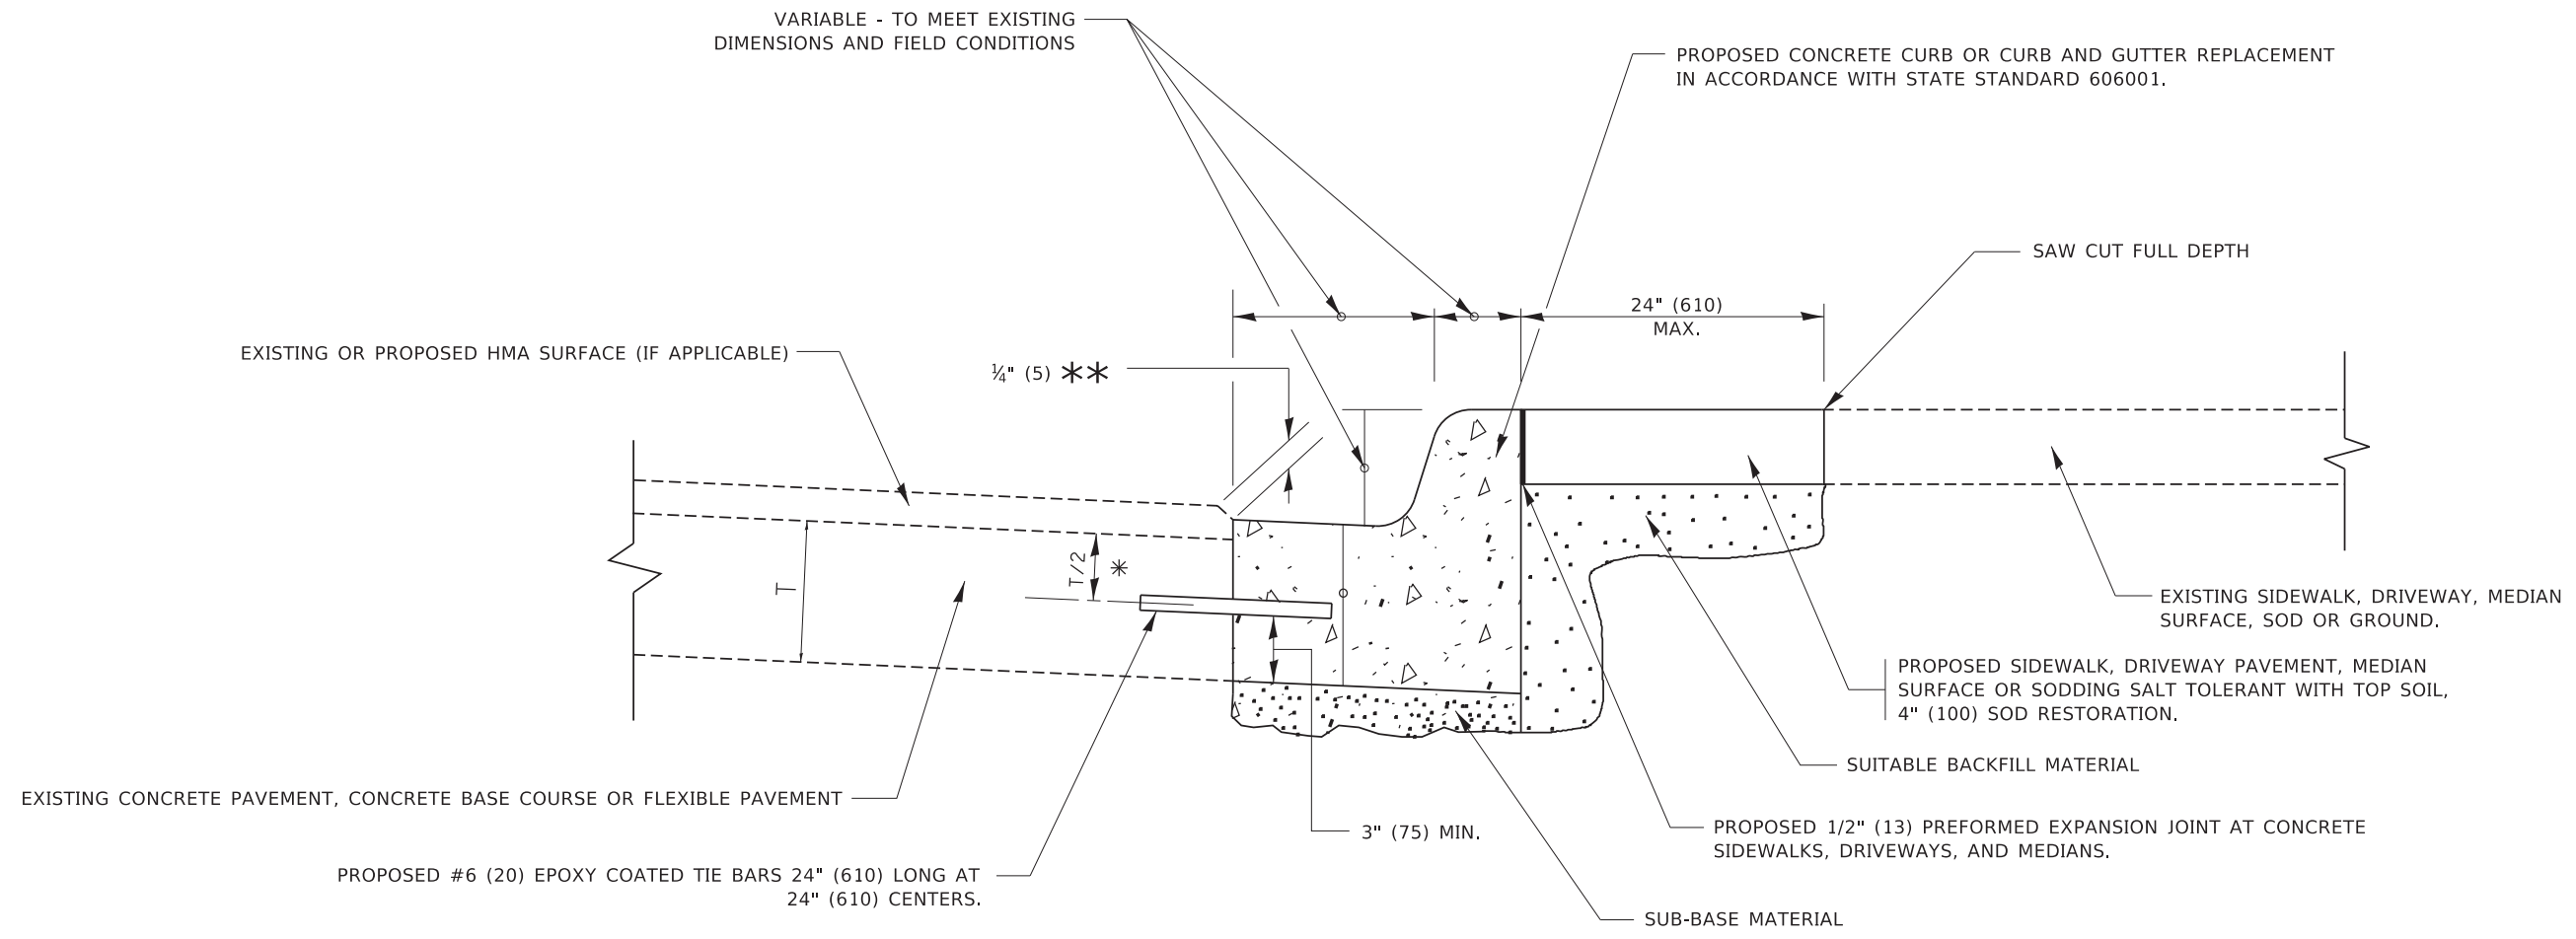 VARIABLE - TO MEET EXISTING
DIMENSIONS AND FIELD CONDITIONS
PROPOSED CONCRETE CURB OR CURB AND GUTTER REPLACEMENT
IN ACCORDANCE WITH STATE STANDARD 606001.
SAW CUT FULL DEPTH
24" (610)
MAX.
EXISTING OR PROPOSED HMA SURFACE (IF APPLICABLE)
¼" (5) **
T
T/2 *
EXISTING SIDEWALK, DRIVEWAY, MEDIAN
SURFACE, SOD OR GROUND.
PROPOSED SIDEWALK, DRIVEWAY PAVEMENT, MEDIAN
SURFACE OR SODDING SALT TOLERANT WITH TOP SOIL,
4" (100) SOD RESTORATION.
SUITABLE BACKFILL MATERIAL
EXISTING CONCRETE PAVEMENT, CONCRETE BASE COURSE OR FLEXIBLE PAVEMENT
3" (75) MIN.
PROPOSED 1/2" (13) PREFORMED EXPANSION JOINT AT CONCRETE
SIDEWALKS, DRIVEWAYS, AND MEDIANS.
PROPOSED #6 (20) EPOXY COATED TIE BARS 24" (610) LONG AT
24" (610) CENTERS.
SUB-BASE MATERIAL